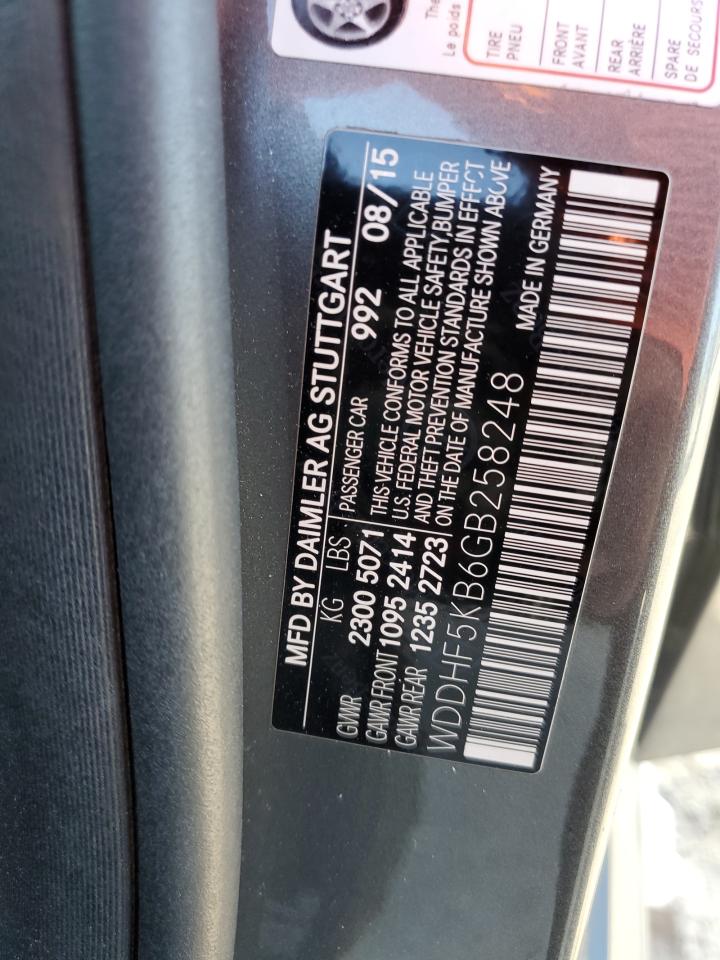 MFD BY DAIMLER AG STUTTGART
KG LBS PASSENGER CAR 992 08/15
GVWR 2300 5071 THIS VEHICLE CONFORMS TO ALL APPLICABLE
GAWR FRONT 1095 2414 U.S. FEDERAL MOTOR VEHICLE SAFETY, BUMPER
GAWR REAR 1235 2723 AND THEFT PREVENTION STANDARDS IN EFFECT
ON THE DATE OF MANUFACTURE SHOWN ABOVE
WDDHF5KB6GB258248 MADE IN GERMANY
The
Le poids
TIRE
PNEU
FRONT
AVANT
REAR
ARRIÈRE
SPARE
DE SECOURS